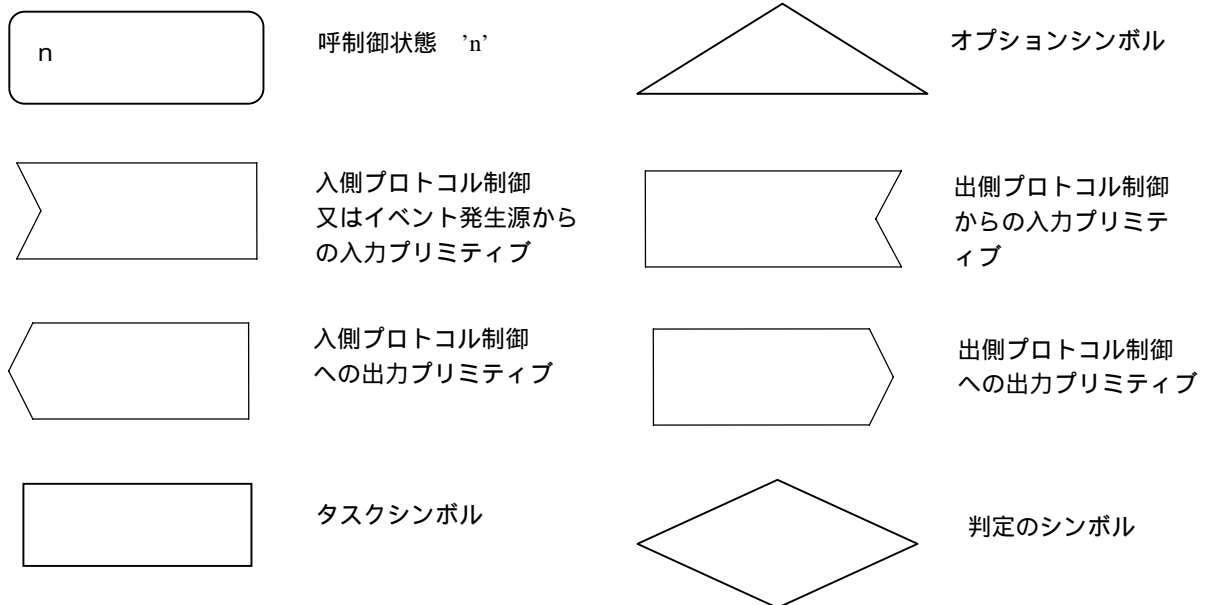 n
呼制御状態　'n'
オプションシンボル
入側プロトコル制御
又はイベント発生源から
の入力プリミティブ
出側プロトコル制御
からの入力プリミテ
ィブ
入側プロトコル制御
への出力プリミティブ
出側プロトコル制御
への出力プリミティブ
タスクシンボル
判定のシンボル